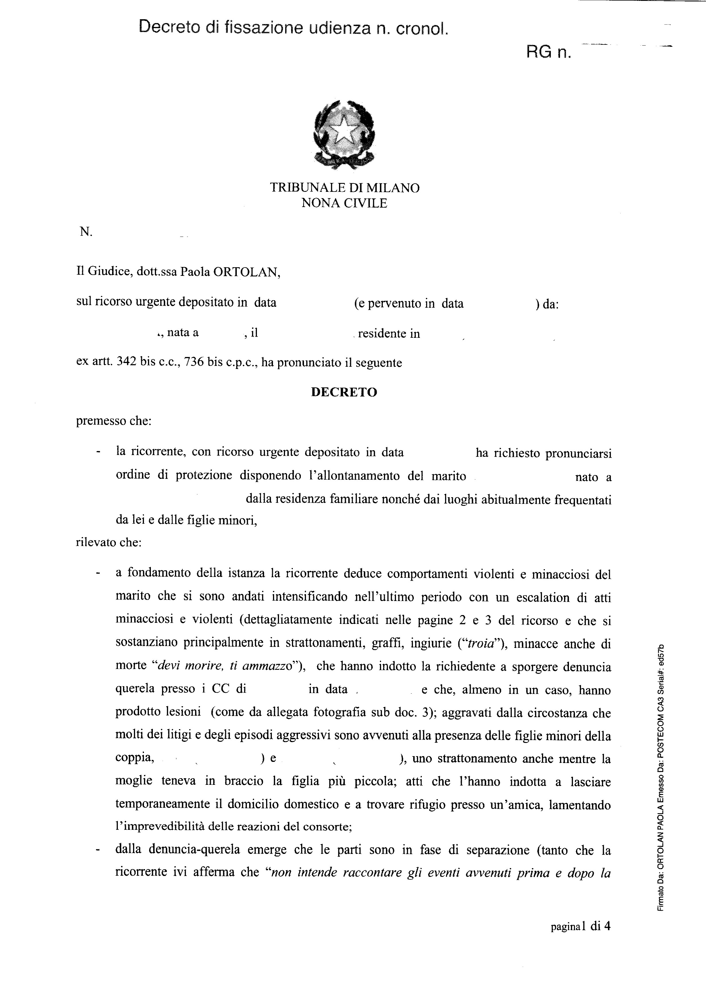 Decreto di fissazione udienza n. cronol.
RG n.
TRIBUNALE DI MILANO
NONA CIVILE
N.
Il Giudice, dott.ssa Paola ORTOLAN,
sul ricorso urgente depositato in data (e pervenuto in data ) da:
, nata a , il residente in
ex artt. 342 bis c.c., 736 bis c.p.c., ha pronunciato il seguente
DECRETO
premesso che:
- la ricorrente, con ricorso urgente depositato in data ha richiesto pronunciarsi
ordine di protezione disponendo l'allontanamento del marito nato a
dalla residenza familiare nonché dai luoghi abitualmente frequentati
da lei e dalle figlie minori,
rilevato che:
- a fondamento della istanza la ricorrente deduce comportamenti violenti e minacciosi del
marito che si sono andati intensificando nell'ultimo periodo con un escalation di atti
minacciosi e violenti (dettagliatamente indicati nelle pagine 2 e 3 del ricorso e che si
sostanziano principalmente in strattonamenti, graffi, ingiurie ("troia"), minacce anche di
morte "devi morire, ti ammazzo"), che hanno indotto la richiedente a sporgere denuncia
querela presso i CC di in data e che, almeno in un caso, hanno
prodotto lesioni (come da allegata fotografia sub doc. 3); aggravati dalla circostanza che
molti dei litigi e degli episodi aggressivi sono avvenuti alla presenza delle figlie minori della
coppia, ) e ), uno strattonamento anche mentre la
moglie teneva in braccio la figlia più piccola; atti che l'hanno indotta a lasciare
temporaneamente il domicilio domestico e a trovare rifugio presso un'amica, lamentando
l'imprevedibilità delle reazioni del consorte;
- dalla denuncia-querela emerge che le parti sono in fase di separazione (tanto che la
ricorrente ivi afferma che "non intende raccontare gli eventi avvenuti prima e dopo la
pagina1 di 4
Firmato Da: ORTOLAN PAOLA Emesso Da: POSTECOM CA3 Serial#: ed57b